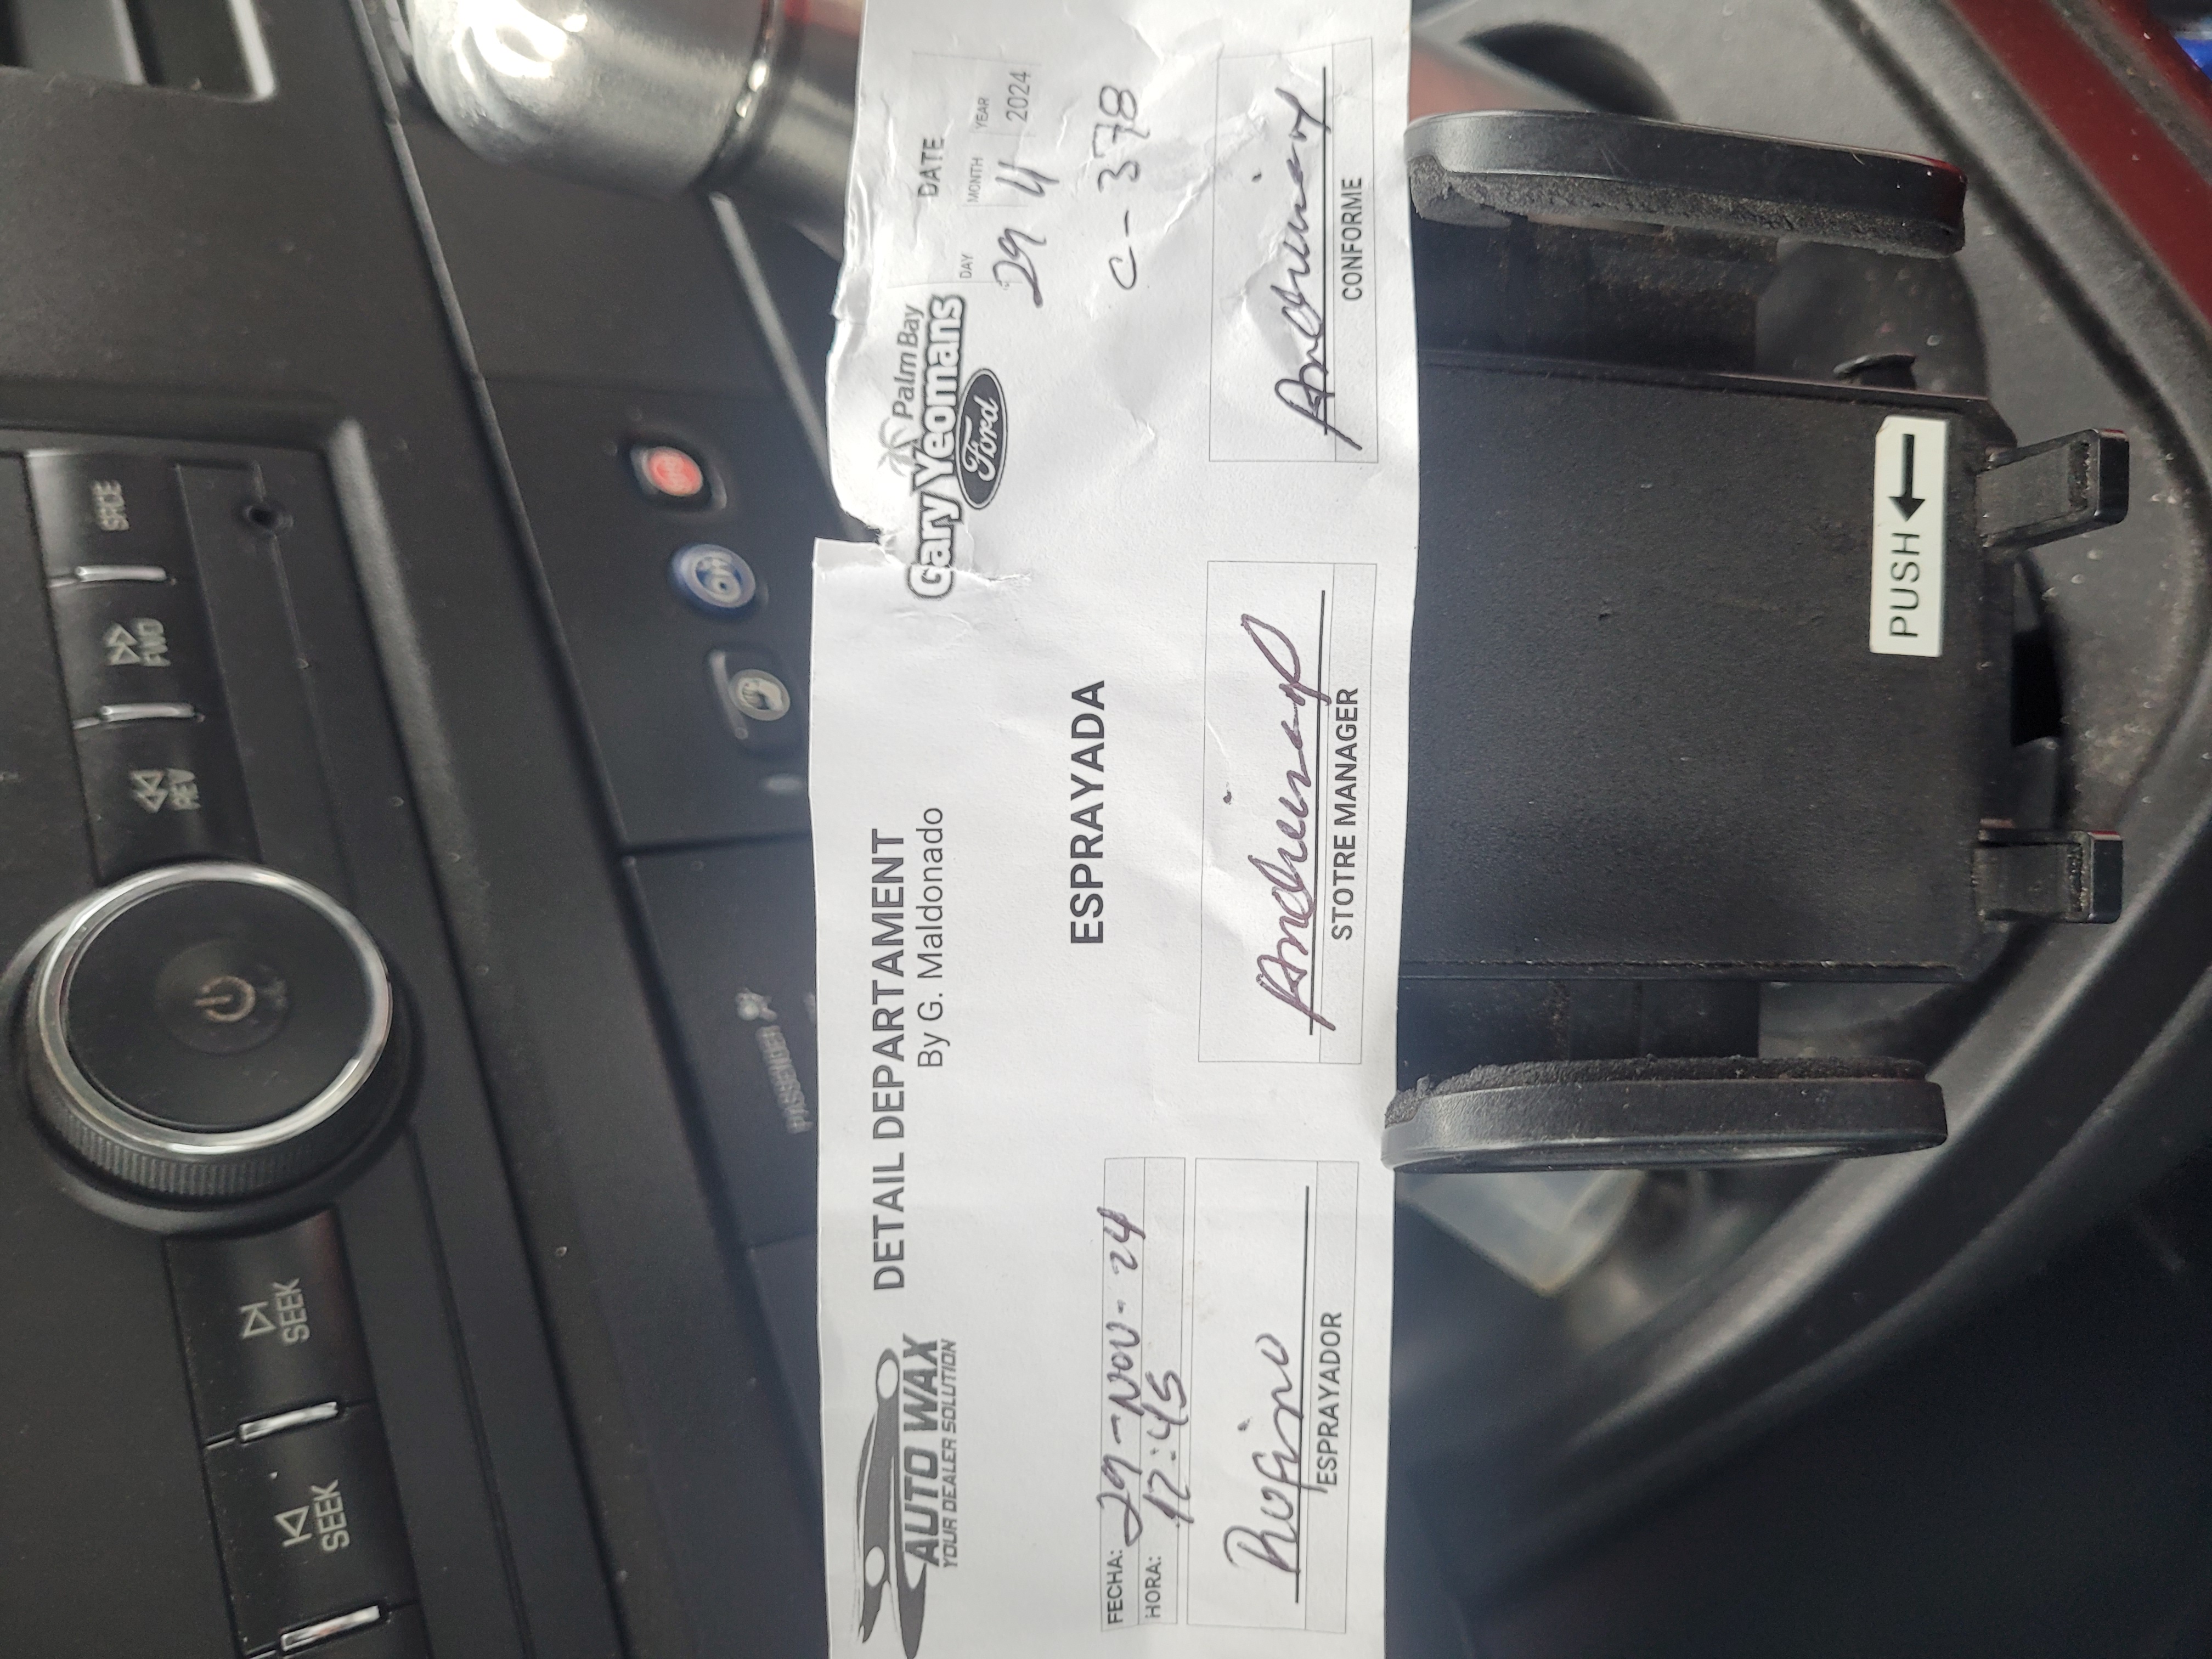 AUTO WAX
YOUR DEALER SOLUTION
DETAIL DEPARTAMENT
By G. Maldonado
Palm Bay
Gary Yeomans
Ford
DATE
DAY MONTH YEAR
29 11 2024
ESPRAYADA
C-378
FECHA: 29-NOV-24
HORA: 12:45
Rufino
ESPRAYADOR
STOTRE MANAGER
CONFORME
PUSH
SEEK
SEEK
REV
FWD
SRCE
PASSENGER